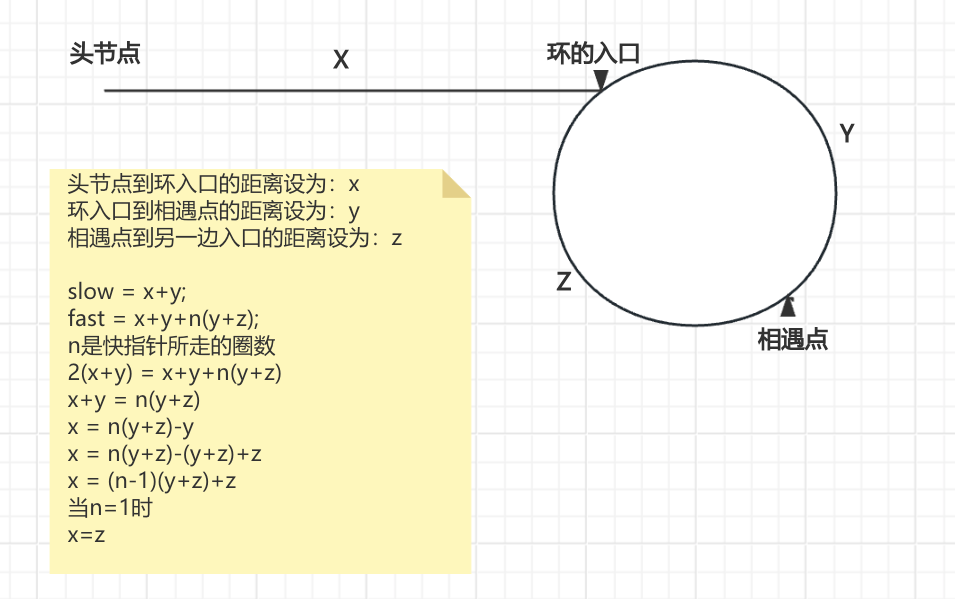 头节点
X
环的入口
Y
头节点到环入口的距离设为：x
环入口到相遇点的距离设为：y
相遇点到另一边入口的距离设为：z
slow = x+y;
fast = x+y+n(y+z);
n是快指针所走的圈数
2(x+y) = x+y+n(y+z)
x+y = n(y+z)
x = n(y+z)-y
x = n(y+z)-(y+z)+z
x = (n-1)(y+z)+z
当n=1时
x=z
Z
相遇点